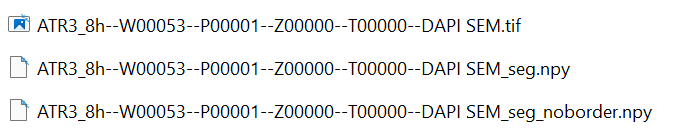 ATR3_8h--W00053--P00001--Z00000--T00000--DAPI SEM.tif
ATR3_8h--W00053--P00001--Z00000--T00000--DAPI SEM_seg.npy
ATR3_8h--W00053--P00001--Z00000--T00000--DAPI SEM_seg_noborder.npy